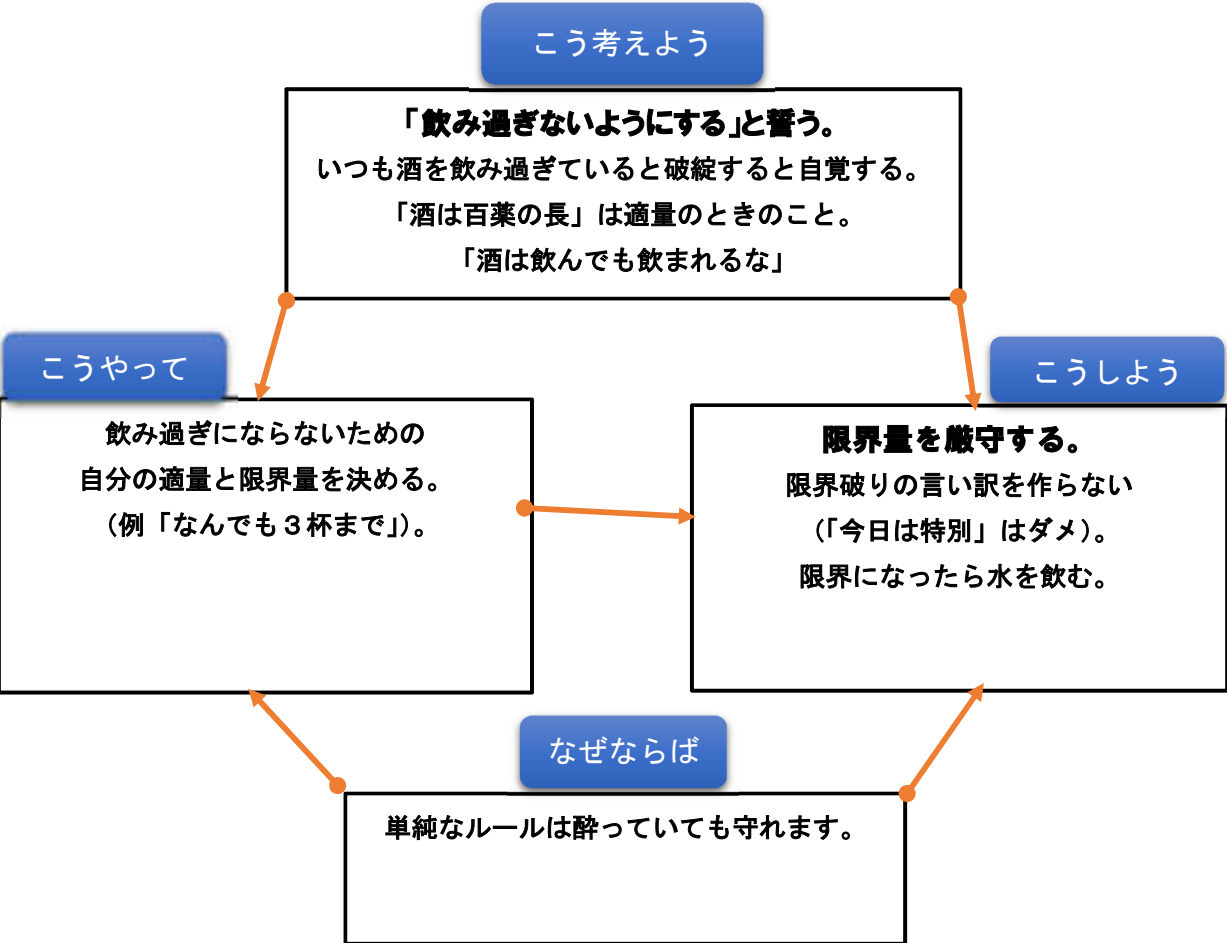 こう考えよう
「飲み過ぎないようにする」と誓う。
いつも酒を飲み過ぎていると破綻すると自覚する。
「酒は百薬の長」は適量のときのこと。
「酒は飲んでも飲まれるな」
こうやって
飲み過ぎにならないための
自分の適量と限界量を決める。
（例「なんでも３杯まで」）。
こうしよう
限界量を厳守する。
限界破りの言い訳を作らない
（「今日は特別」はダメ）。
限界になったら水を飲む。
なぜならば
単純なルールは酔っていても守れます。